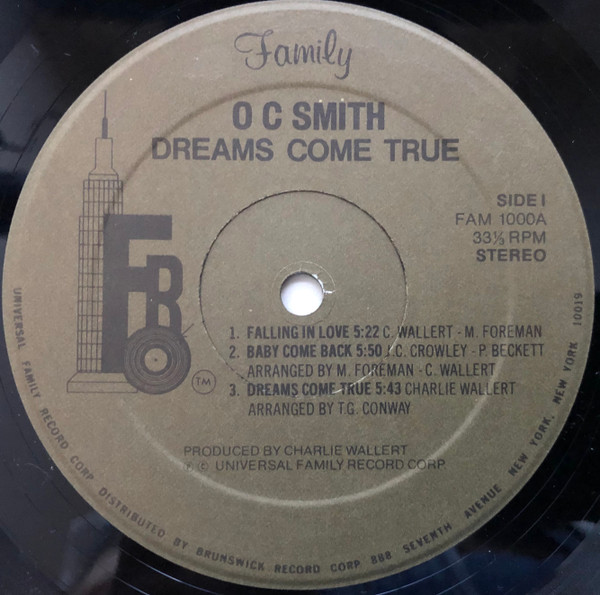 Family
O C SMITH
DREAMS COME TRUE
SIDE I
FAM 1000A
33⅓ RPM
STEREO
FR
TM
1. FALLING IN LOVE 5:22 C. WALLERT - M. FOREMAN
2. BABY COME BACK 5:50 J.C. CROWLEY - P. BECKETT
ARRANGED BY M. FOREMAN - C. WALLERT
3. DREAMS COME TRUE 5:43 CHARLIE WALLERT
ARRANGED BY T.G. CONWAY
PRODUCED BY CHARLIE WALLERT
℗ © UNIVERSAL FAMILY RECORD CORP.
UNIVERSAL FAMILY RECORD CORP DISTRIBUTED BY BRUNSWICK RECORD CORP 888 SEVENTH AVENUE NEW YORK, NEW YORK 10019